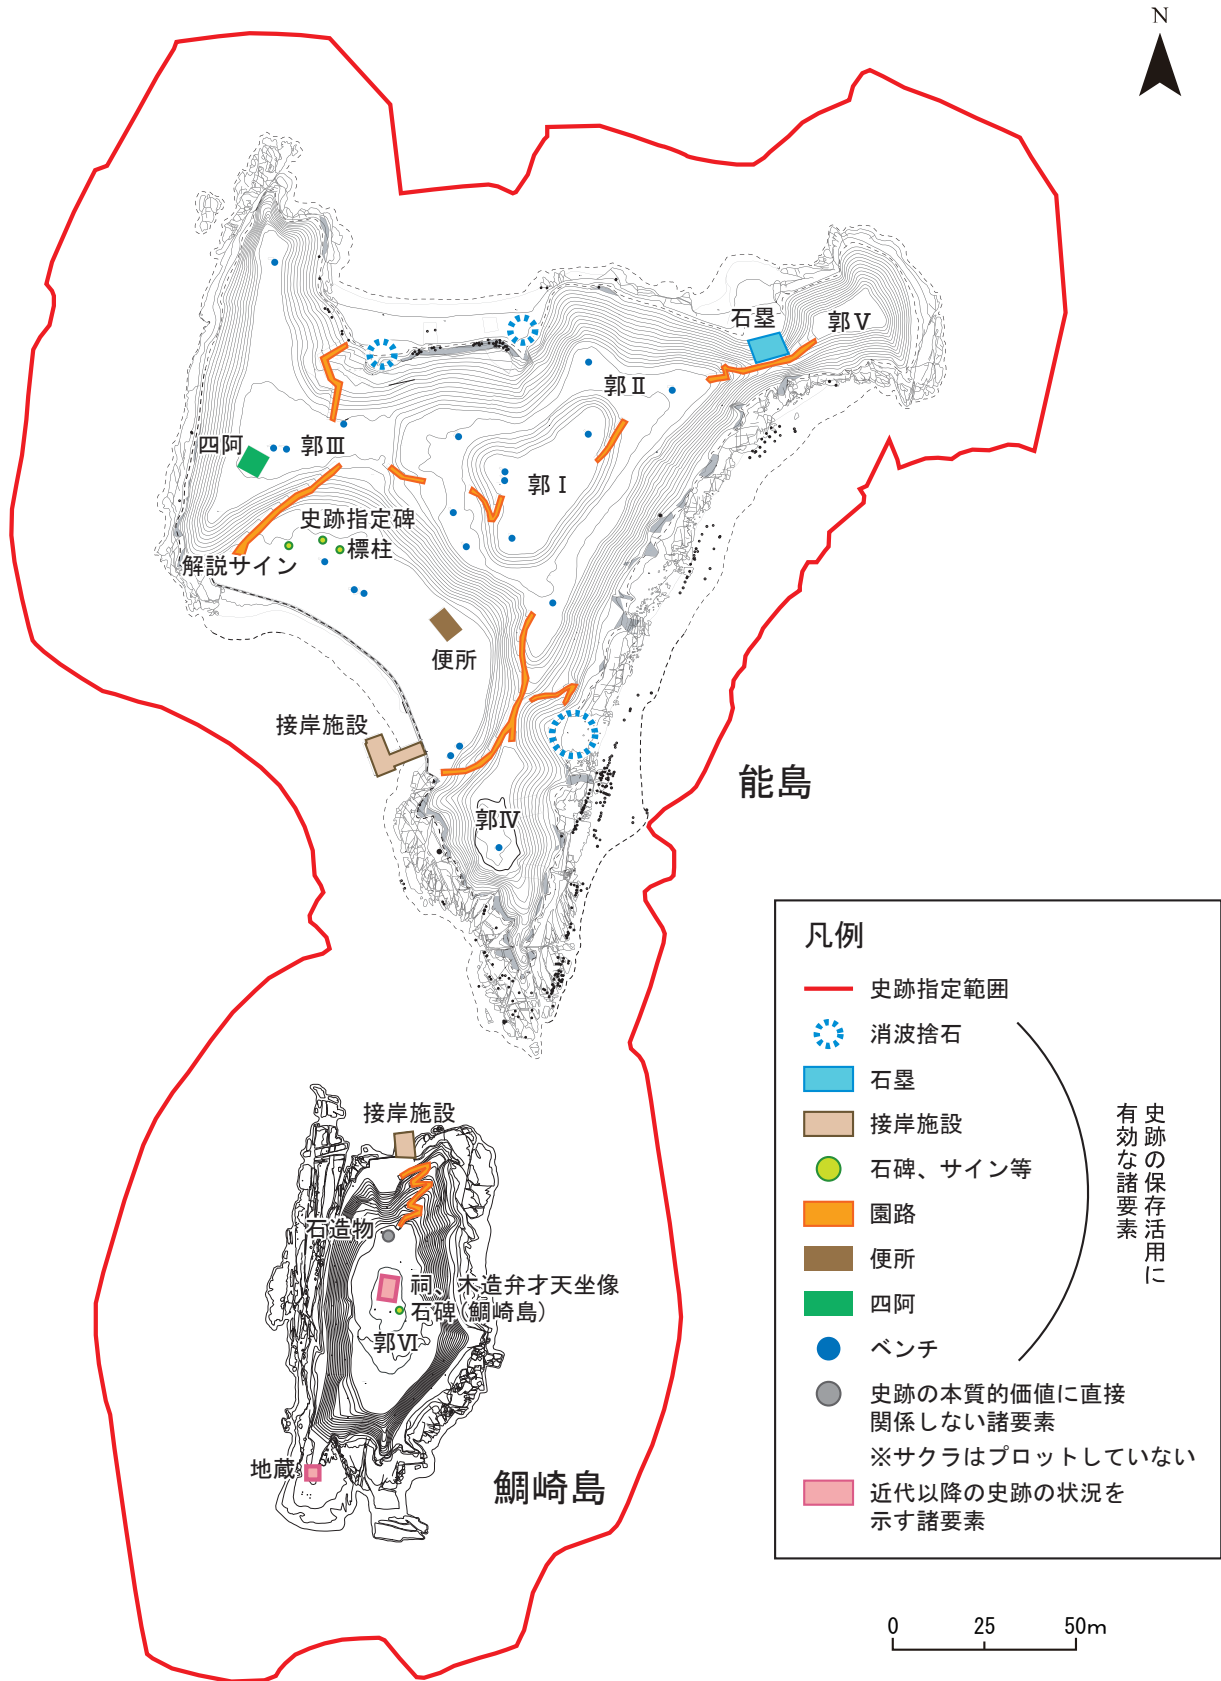 N
石塁
郭Ⅴ
郭Ⅱ
四阿
郭Ⅲ
郭Ⅰ
史跡指定碑
標柱
解説サイン
便所
接岸施設
能島
郭Ⅳ
接岸施設
石造物
祠、木造弁才天坐像
石碑(鯛崎島)
郭Ⅵ
地蔵
鯛崎島
凡例
史跡指定範囲
消波捨石
石塁
接岸施設
石碑、サイン等
園路
便所
四阿
ベンチ
史跡の保存活用に
有効な諸要素
史跡の本質的価値に直接
関係しない諸要素
※サクラはプロットしていない
近代以降の史跡の状況を
示す諸要素
0 25 50m